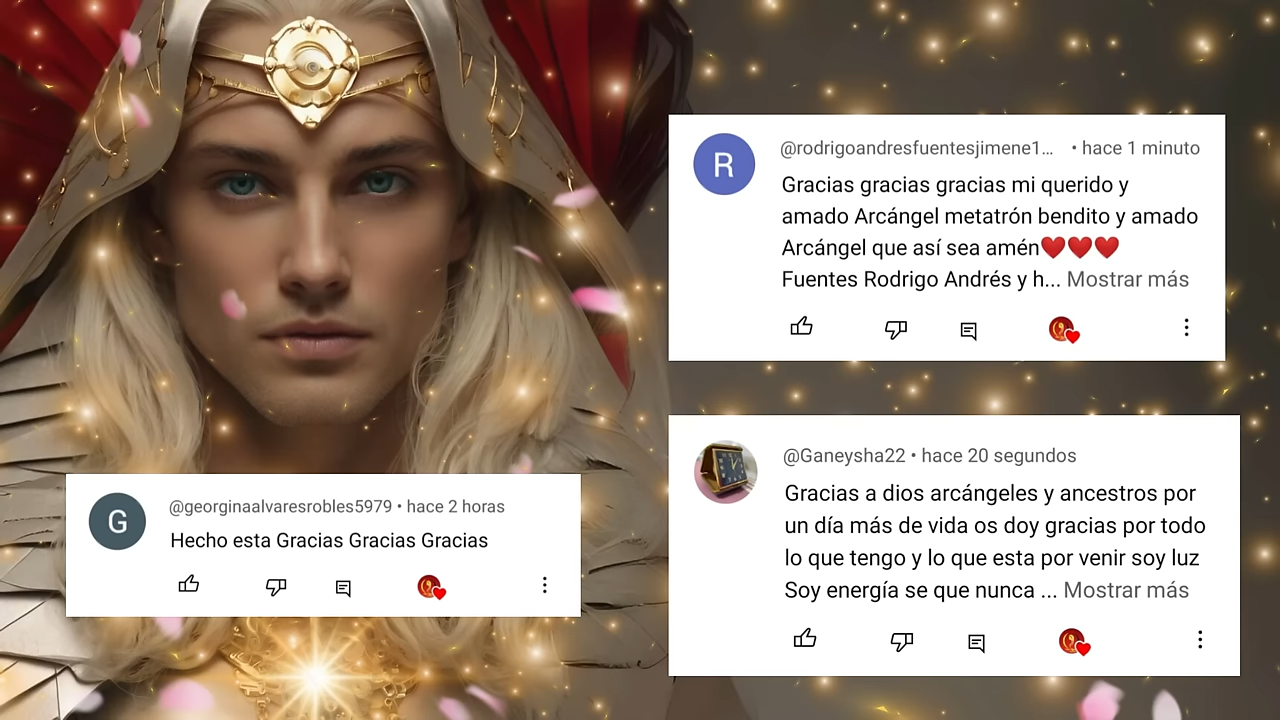 R
@rodrigoandresfuentesjimene1... • hace 1 minuto
Gracias gracias gracias mi querido y
amado Arcángel metatrón bendito y amado
Arcángel que así sea amén❤️❤️❤️
Fuentes Rodrigo Andrés y h... Mostrar más
@Ganeysha22 • hace 20 segundos
Gracias a dios arcángeles y ancestros por
un día más de vida os doy gracias por todo
lo que tengo y lo que esta por venir soy luz
Soy energía se que nunca ... Mostrar más
G
@georginaalvaresrobles5979 • hace 2 horas
Hecho esta Gracias Gracias Gracias